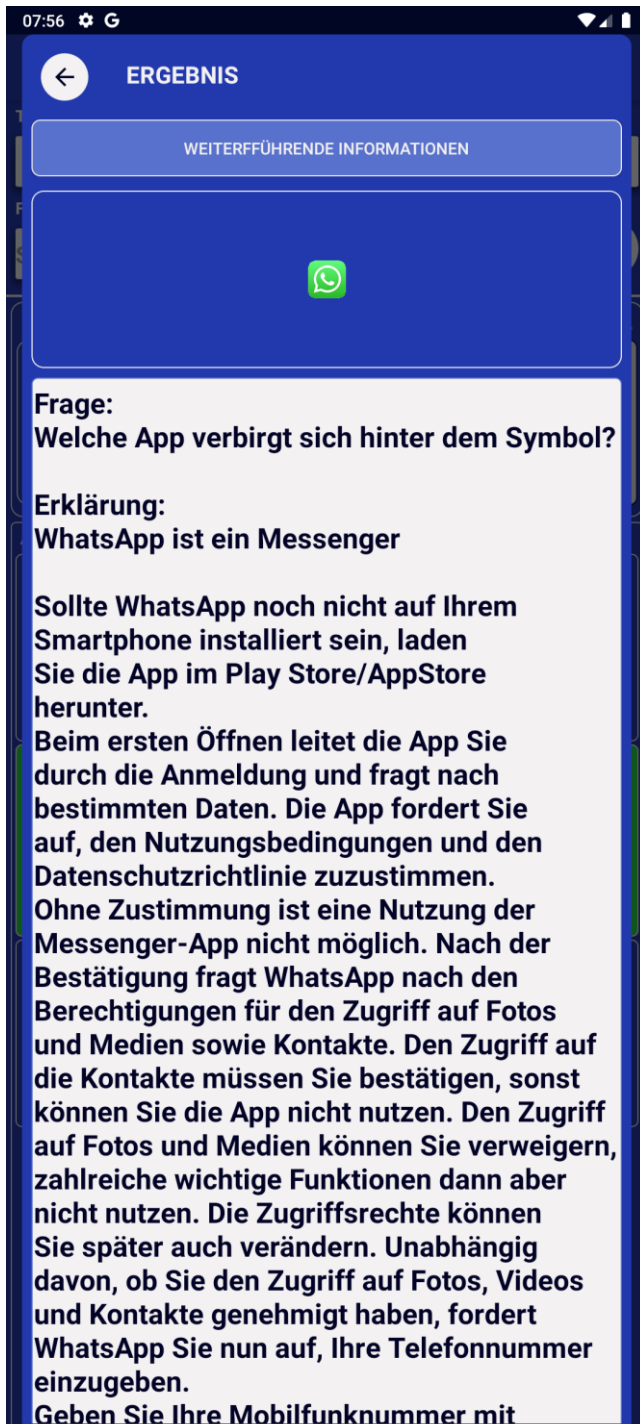 07:56 G
ERGEBNIS
WEITERFFÜHRENDE INFORMATIONEN
Frage:
Welche App verbirgt sich hinter dem Symbol?
Erklärung:
WhatsApp ist ein Messenger
Sollte WhatsApp noch nicht auf Ihrem
Smartphone installiert sein, laden
Sie die App im Play Store/AppStore
herunter.
Beim ersten Öffnen leitet die App Sie
durch die Anmeldung und fragt nach
bestimmten Daten. Die App fordert Sie
auf, den Nutzungsbedingungen und den
Datenschutzrichtlinie zuzustimmen.
Ohne Zustimmung ist eine Nutzung der
Messenger-App nicht möglich. Nach der
Bestätigung fragt WhatsApp nach den
Berechtigungen für den Zugriff auf Fotos
und Medien sowie Kontakte. Den Zugriff auf
die Kontakte müssen Sie bestätigen, sonst
können Sie die App nicht nutzen. Den Zugriff
auf Fotos und Medien können Sie verweigern,
zahlreiche wichtige Funktionen dann aber
nicht nutzen. Die Zugriffsrechte können
Sie später auch verändern. Unabhängig
davon, ob Sie den Zugriff auf Fotos, Videos
und Kontakte genehmigt haben, fordert
WhatsApp Sie nun auf, Ihre Telefonnummer
einzugeben.
Geben Sie Ihre Mobilfunknummer mit